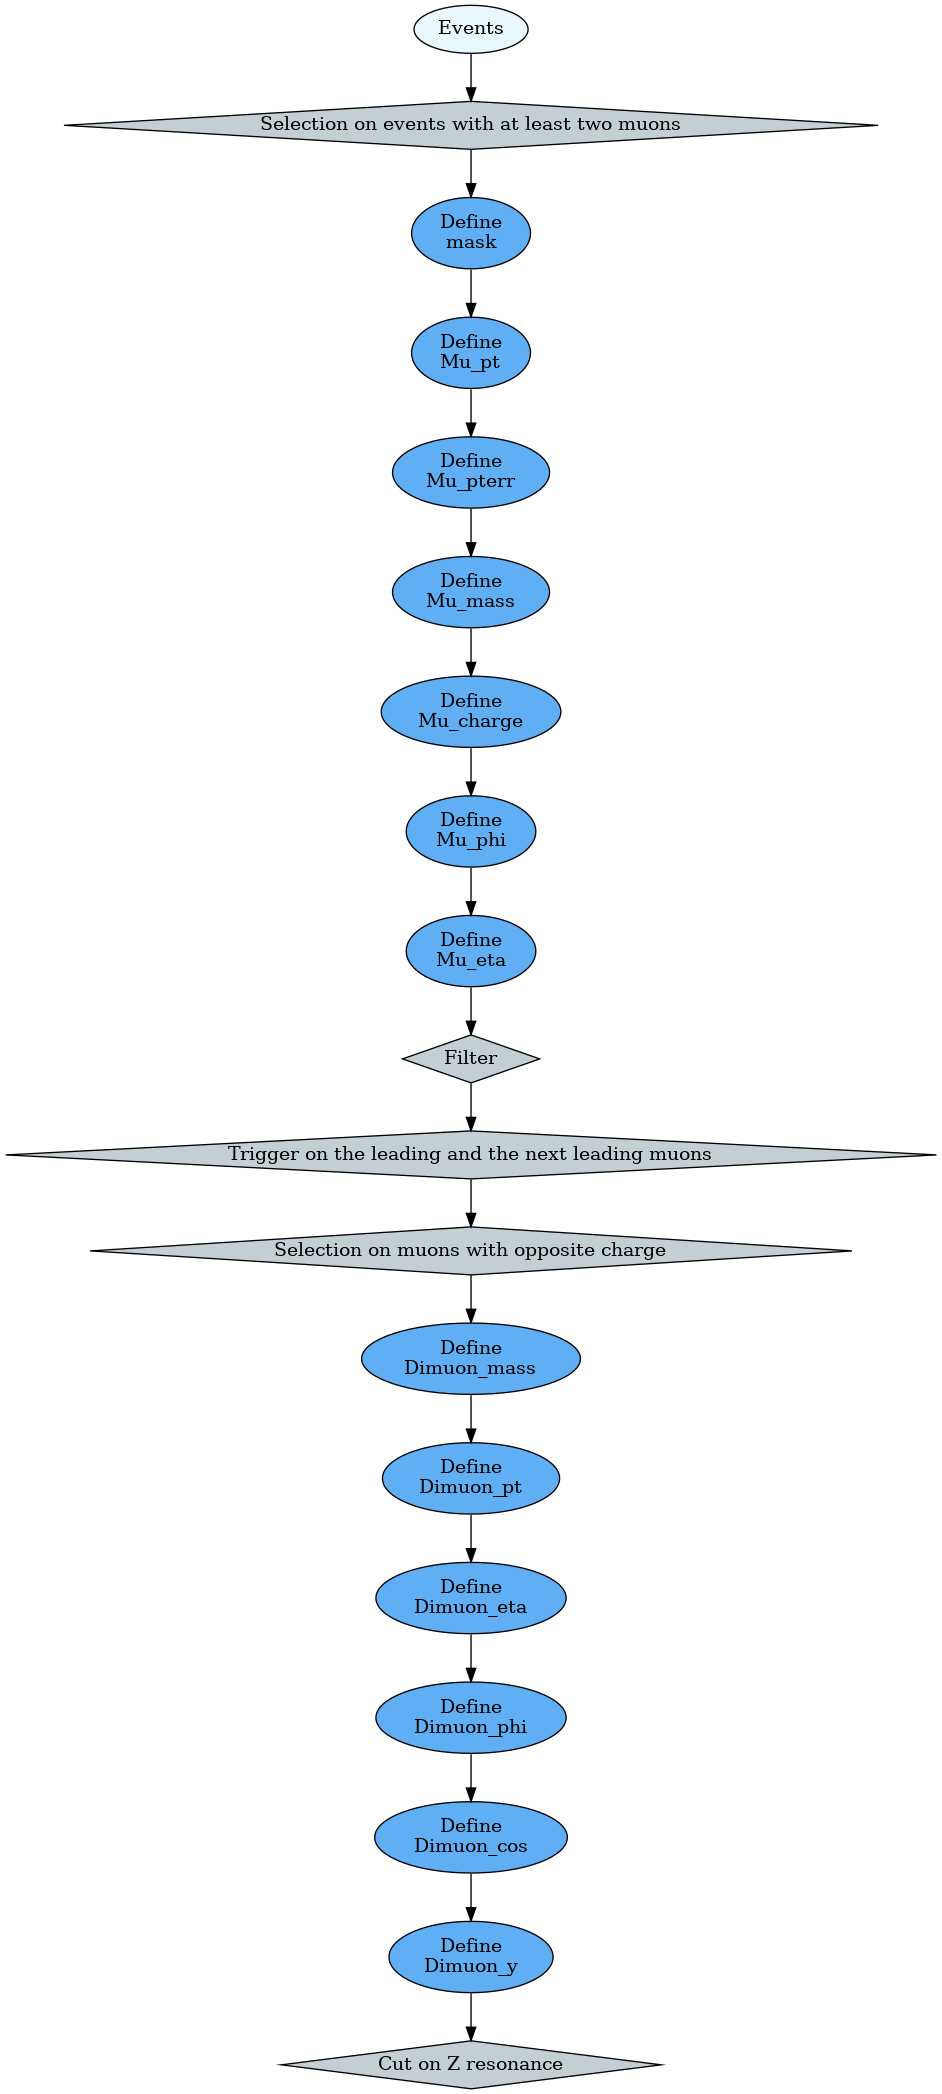 Events
Selection on events with at least two muons
Define
mask
Define
Mu_pt
Define
Mu_pterr
Define
Mu_mass
Define
Mu_charge
Define
Mu_phi
Define
Mu_eta
Filter
Trigger on the leading and the next leading muons
Selection on muons with opposite charge
Define
Dimuon_mass
Define
Dimuon_pt
Define
Dimuon_eta
Define
Dimuon_phi
Define
Dimuon_cos
Define
Dimuon_y
Cut on Z resonance